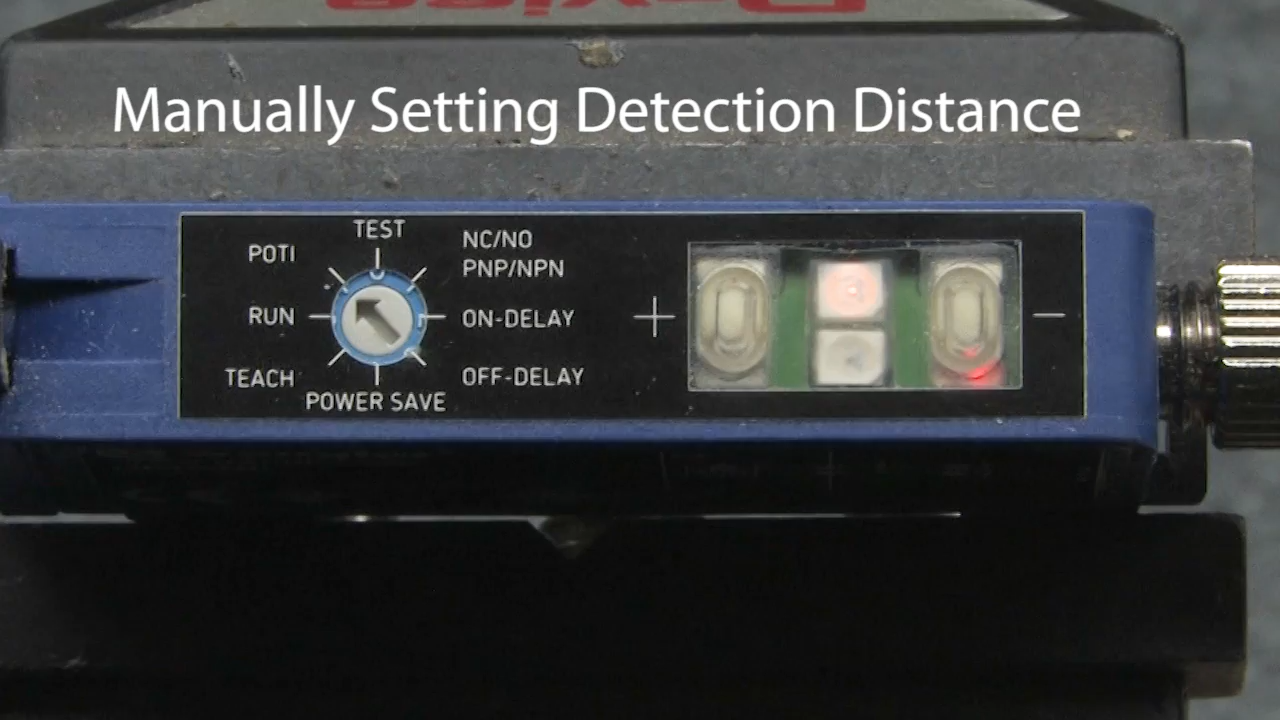 Manually Setting Detection Distance
TEST
POTI
NC/NO
PNP/NPN
RUN
ON-DELAY
TEACH
OFF-DELAY
POWER SAVE
+
−